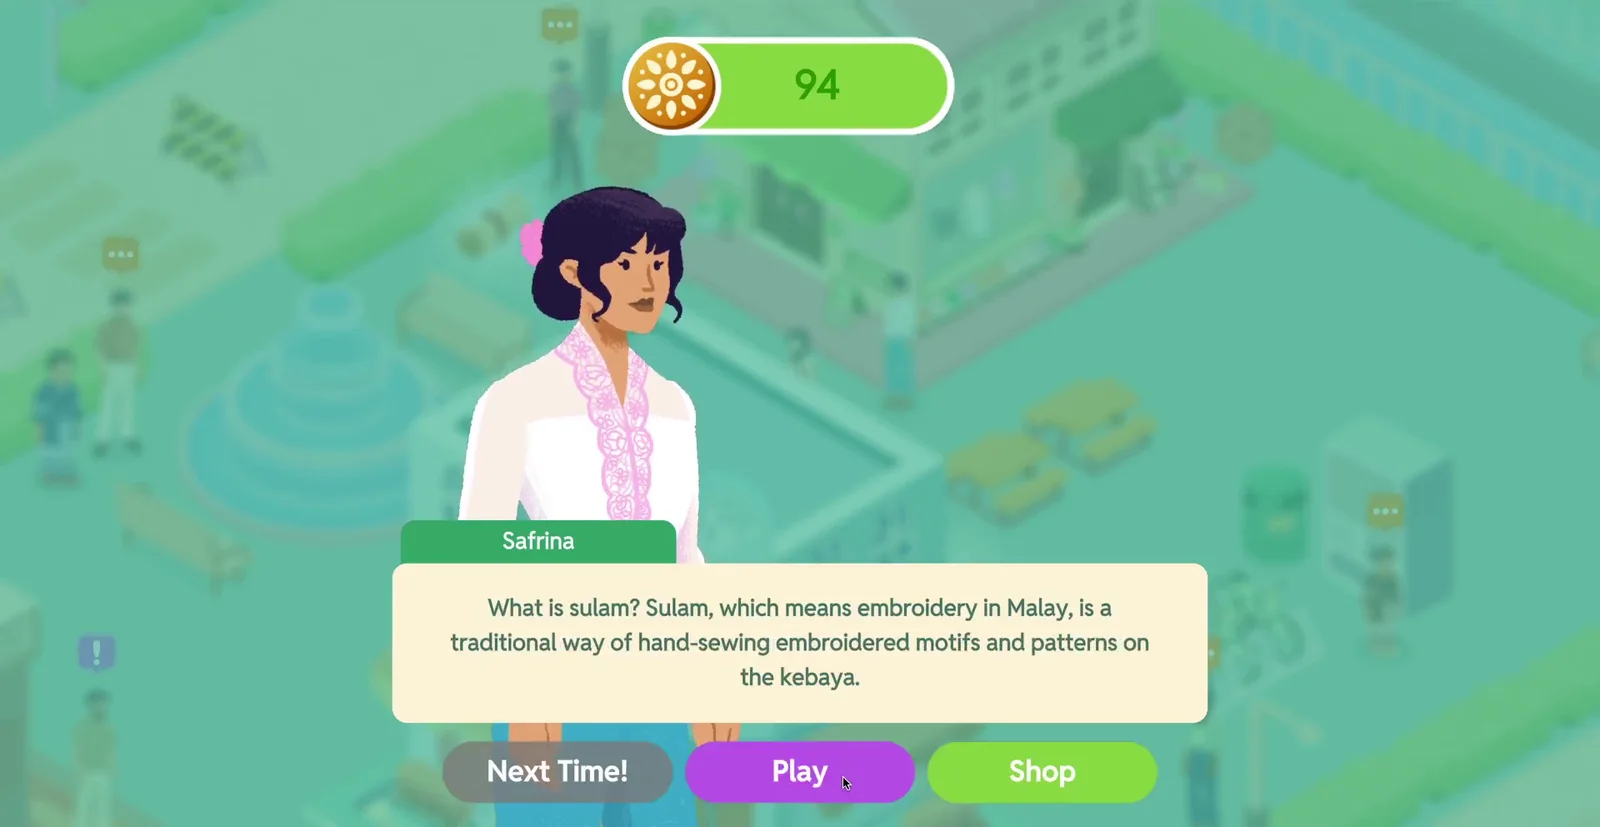 94
Safrina
What is sulam? Sulam, which means embroidery in Malay, is a
traditional way of hand-sewing embroidered motifs and patterns on
the kebaya.
Next Time!
Play
Shop